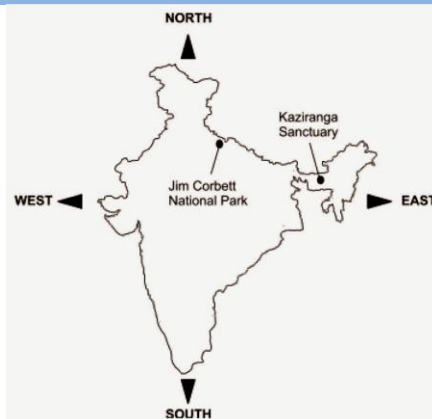 NORTH
Kaziranga
Sanctuary
Jim Corbett
National Park
WEST
EAST
SOUTH